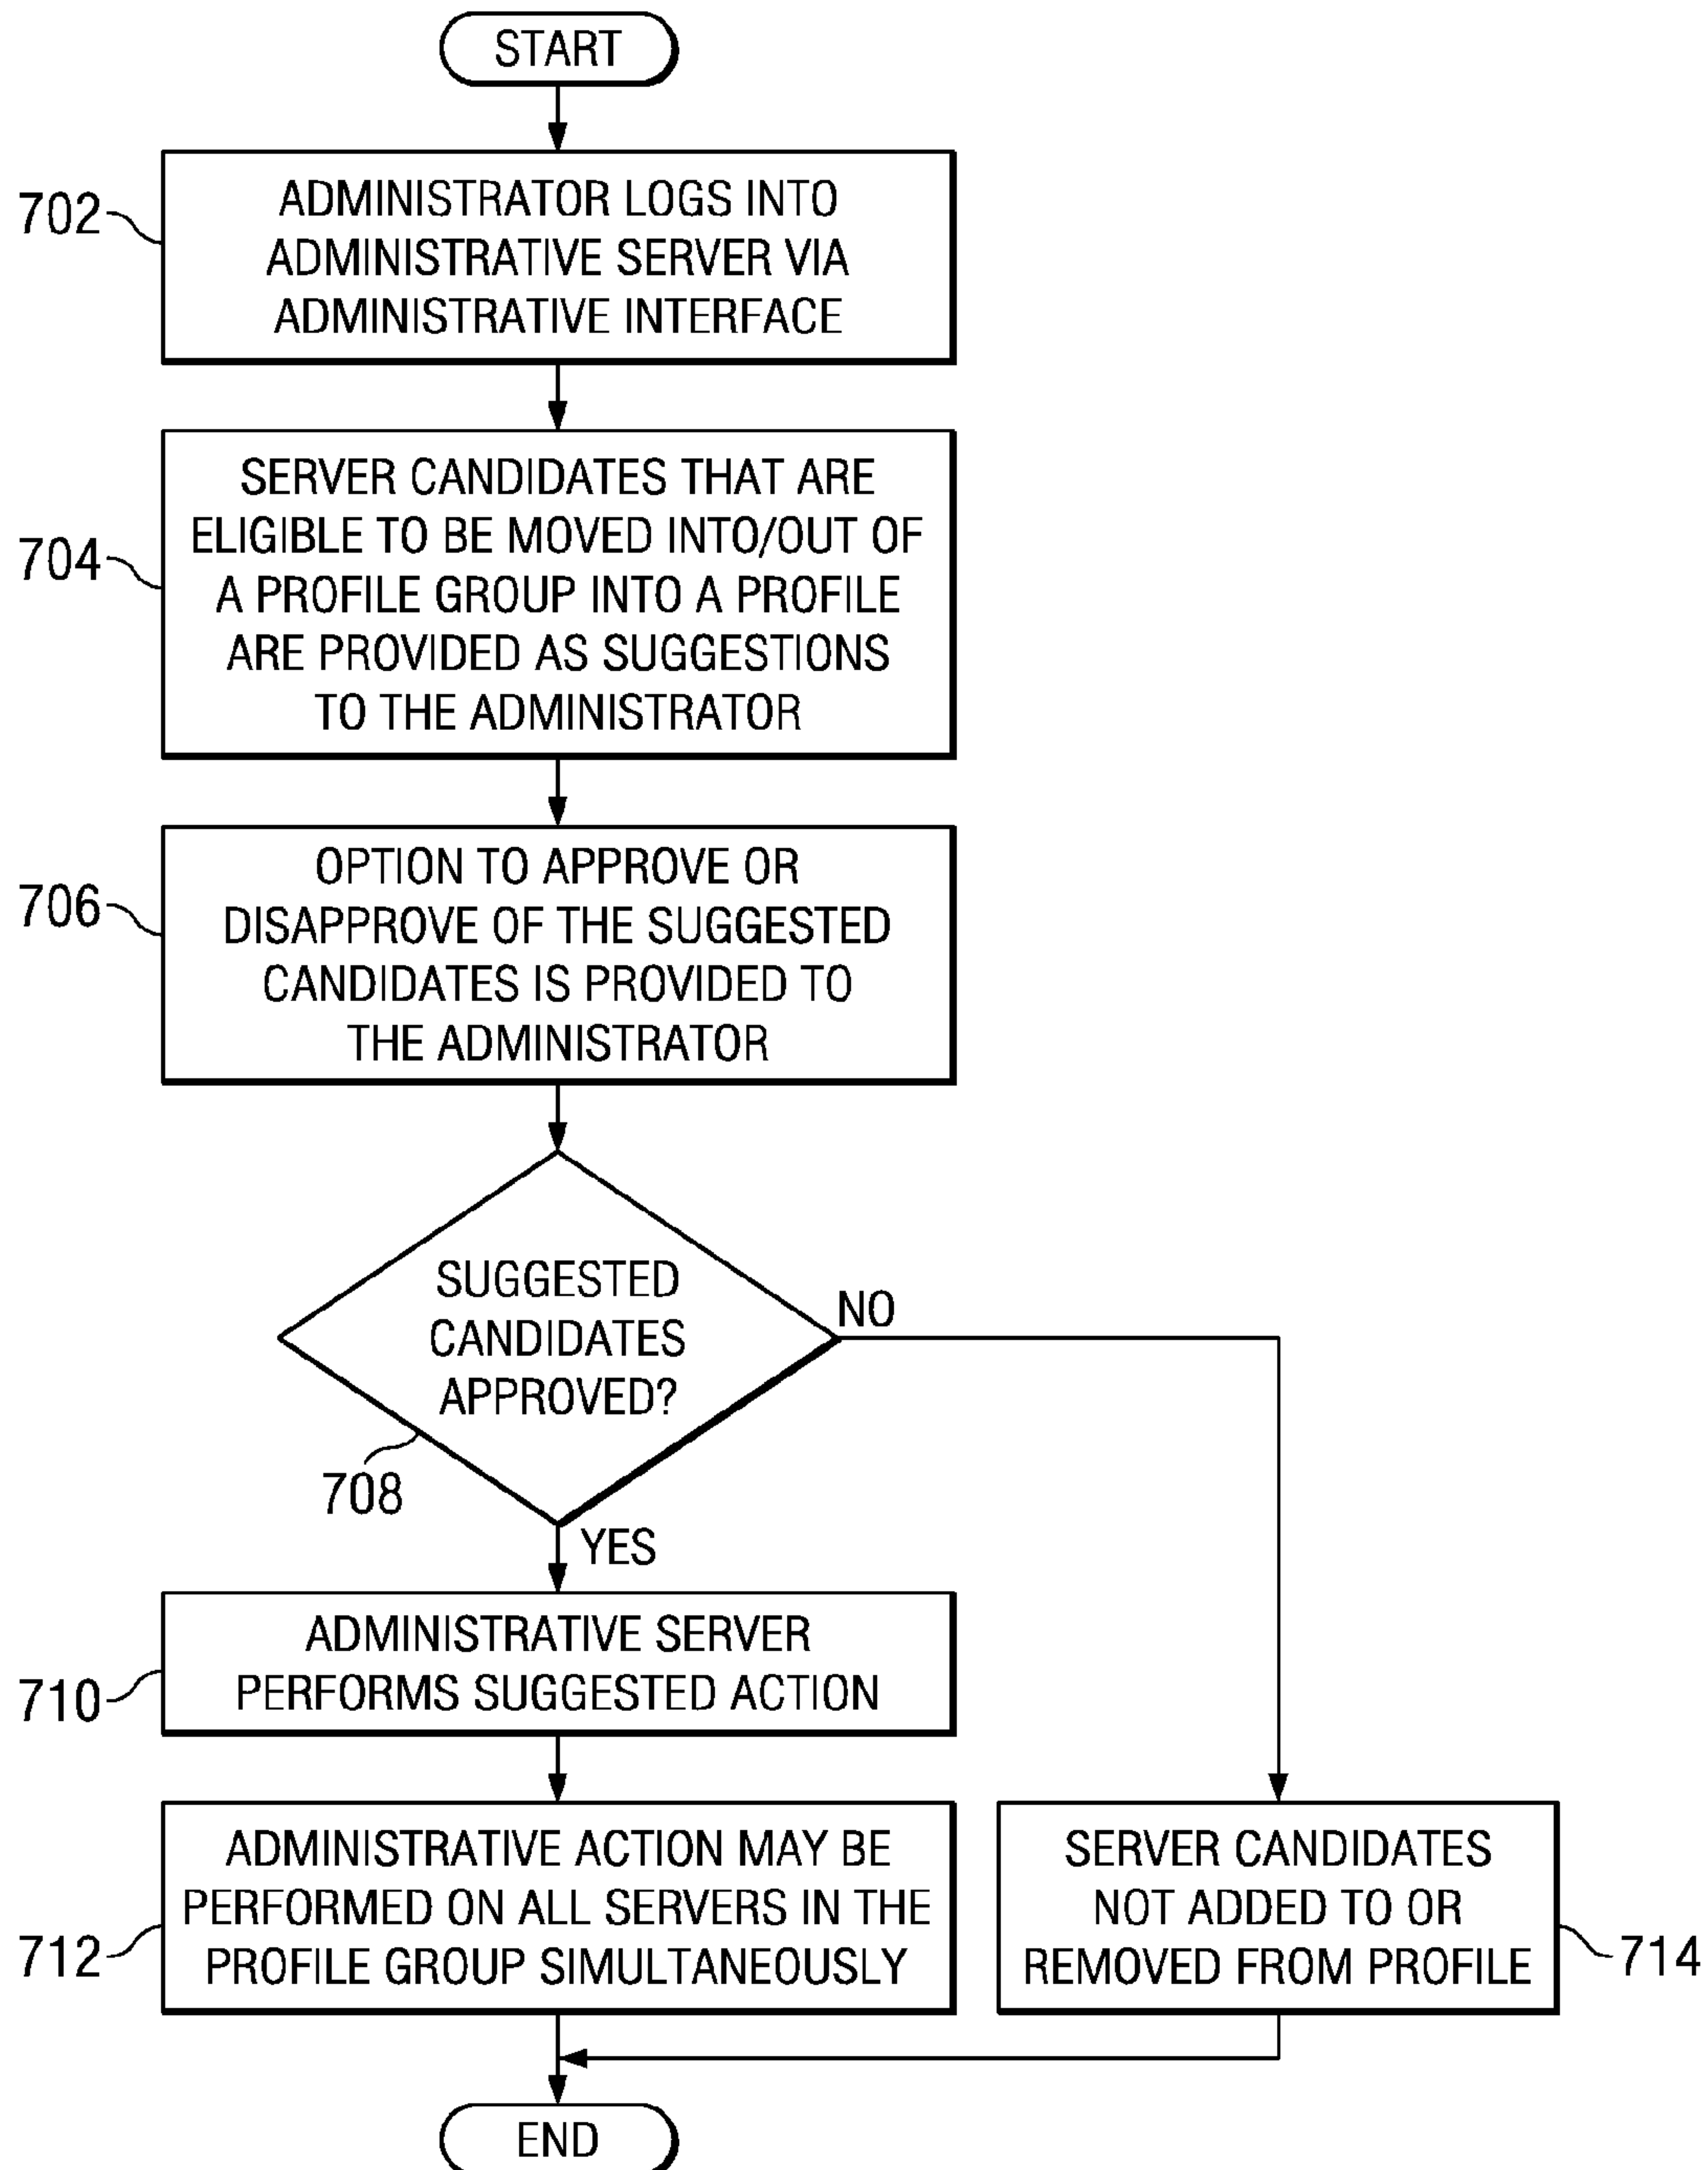 START
702
ADMINISTRATOR LOGS INTO
ADMINISTRATIVE SERVER VIA
ADMINISTRATIVE INTERFACE
704
SERVER CANDIDATES THAT ARE
ELIGIBLE TO BE MOVED INTO/OUT OF
A PROFILE GROUP INTO A PROFILE
ARE PROVIDED AS SUGGESTIONS
TO THE ADMINISTRATOR
706
OPTION TO APPROVE OR
DISAPPROVE OF THE SUGGESTED
CANDIDATES IS PROVIDED TO
THE ADMINISTRATOR
SUGGESTED
CANDIDATES
APPROVED?
NO
708
YES
710
ADMINISTRATIVE SERVER
PERFORMS SUGGESTED ACTION
712
ADMINISTRATIVE ACTION MAY BE
PERFORMED ON ALL SERVERS IN THE
PROFILE GROUP SIMULTANEOUSLY
SERVER CANDIDATES
NOT ADDED TO OR
REMOVED FROM PROFILE
714
END